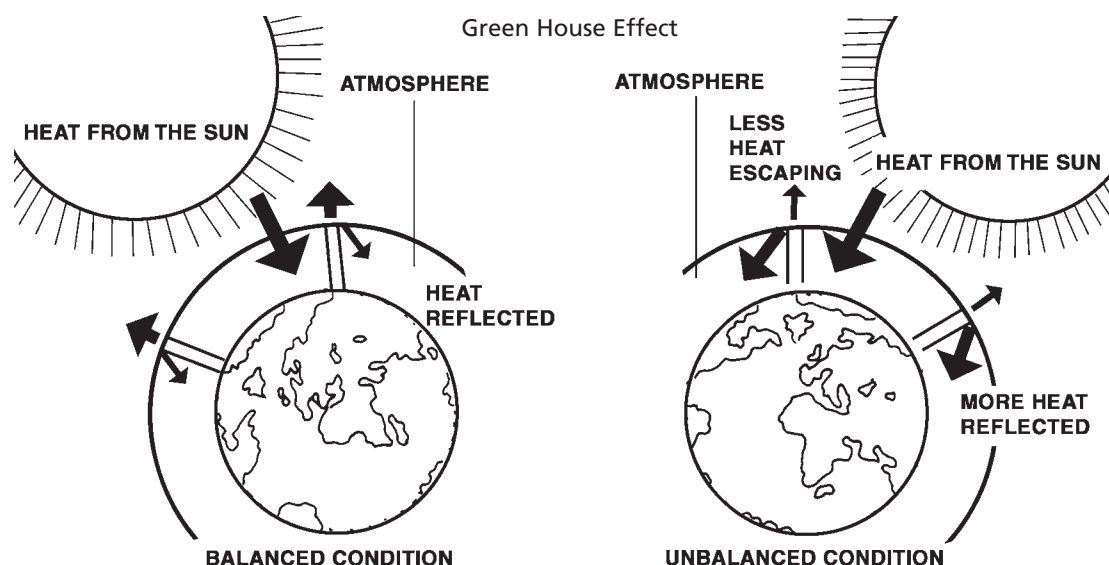 Green House Effect
ATMOSPHERE
HEAT FROM THE SUN
HEAT
REFLECTED
BALANCED CONDITION
ATMOSPHERE
LESS
HEAT
ESCAPING
HEAT FROM THE SUN
MORE HEAT
REFLECTED
UNBALANCED CONDITION